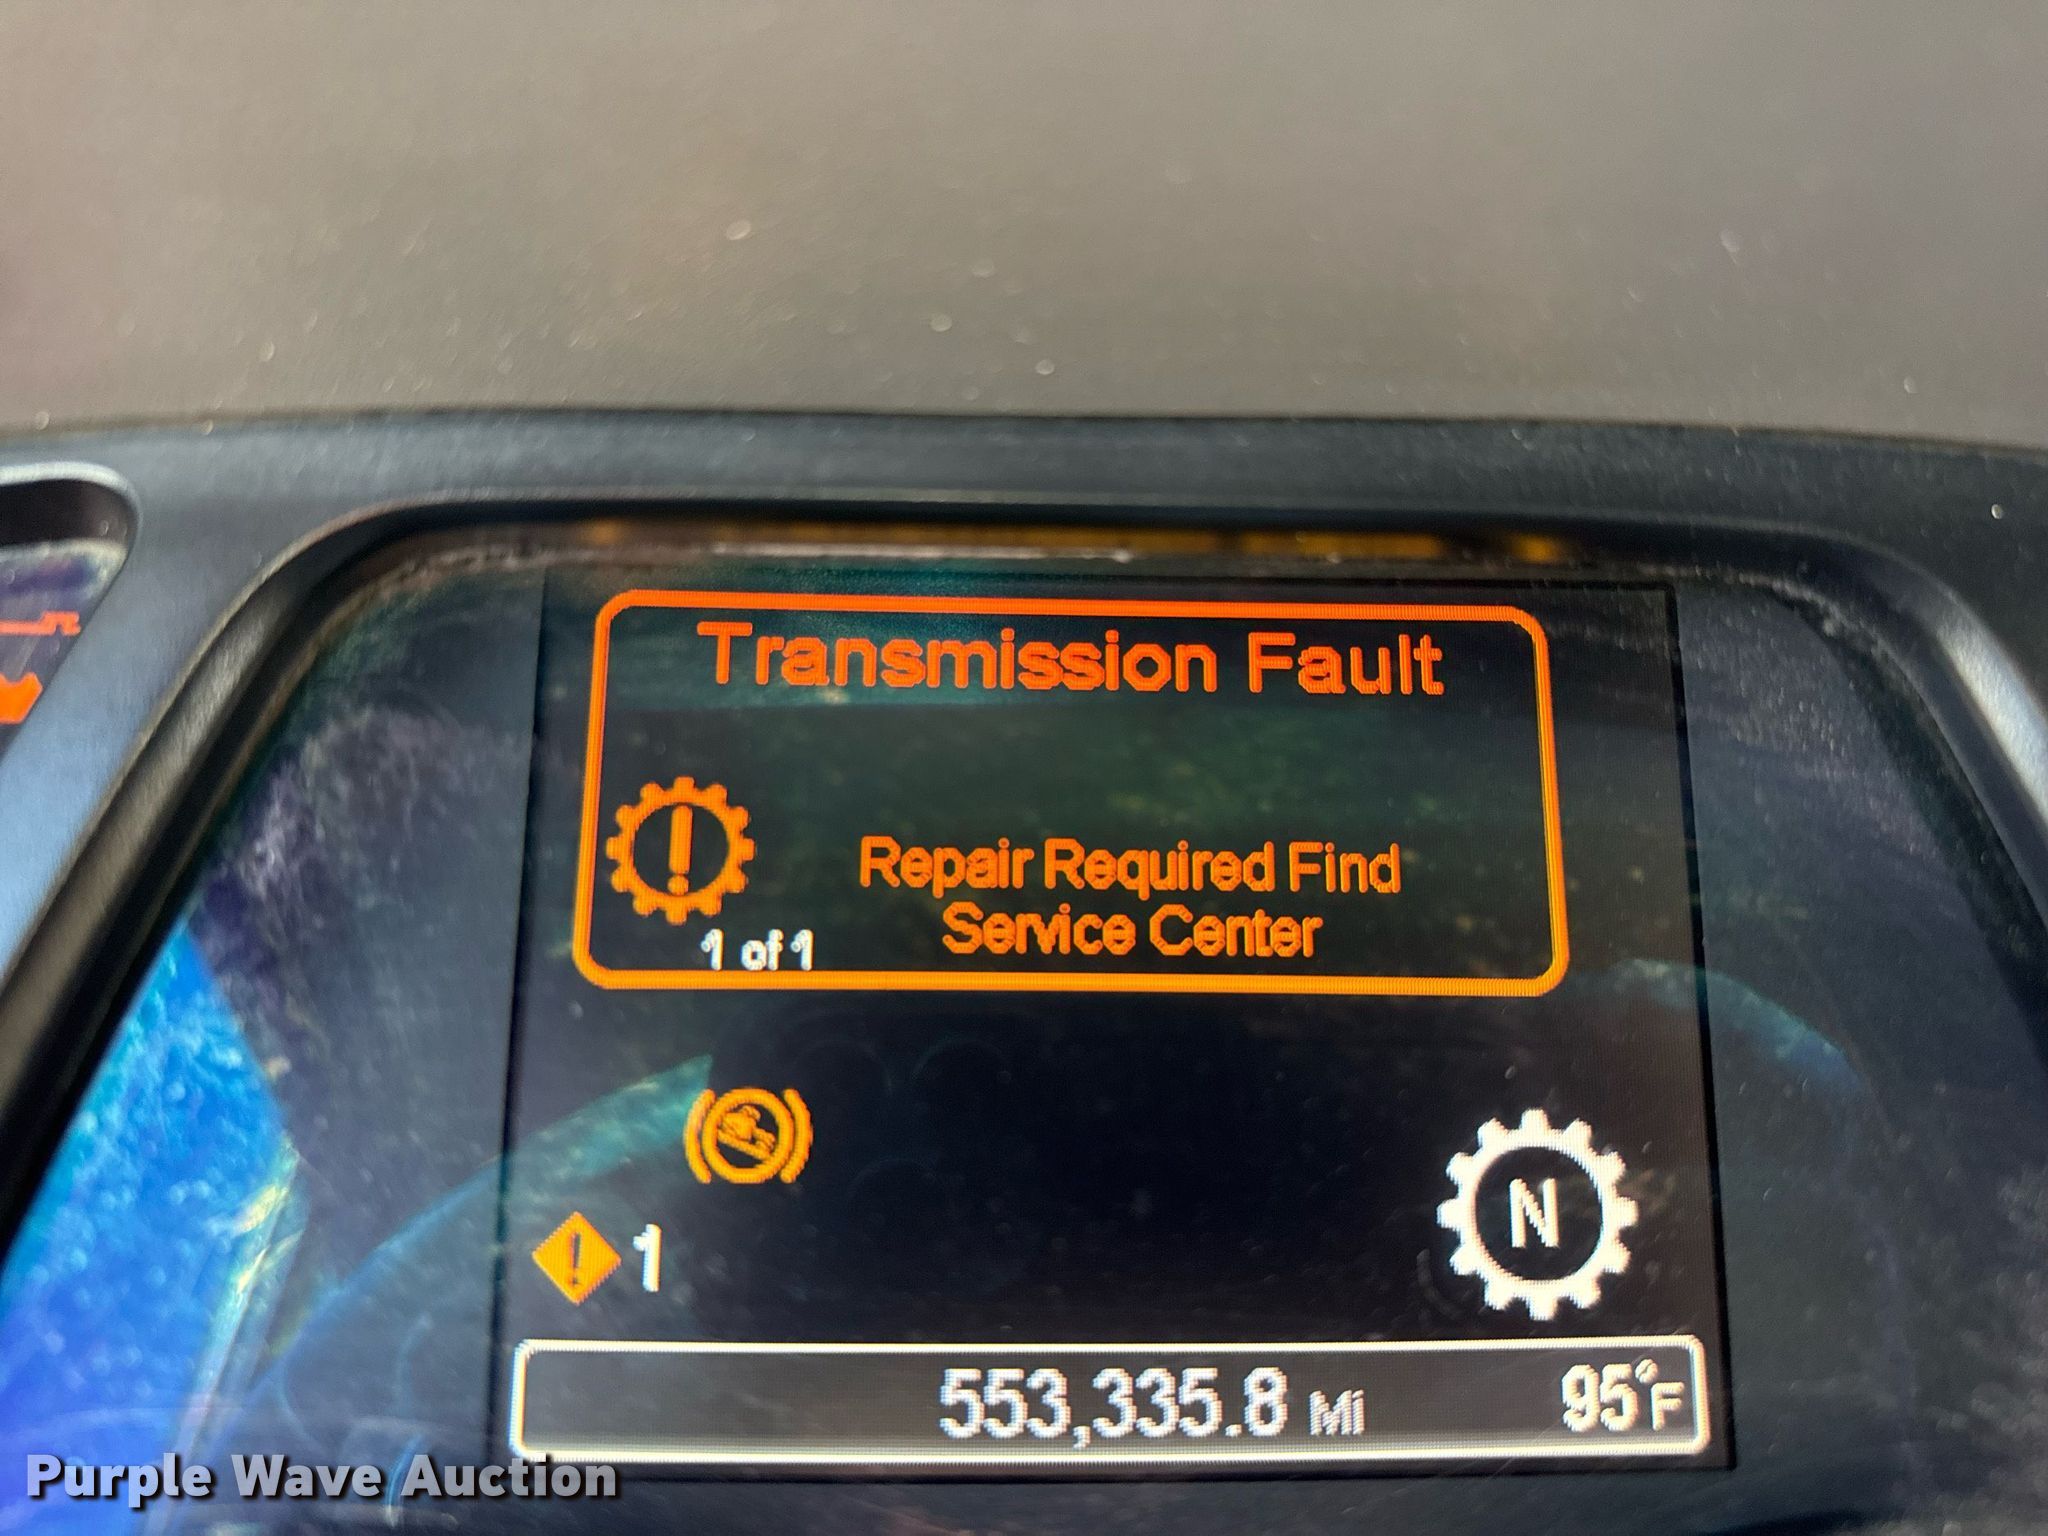 Transmission Fault
Repair Required Find
Service Center
1 of 1
1
N
553,335.8 Mi
95°F
Purple Wave Auction